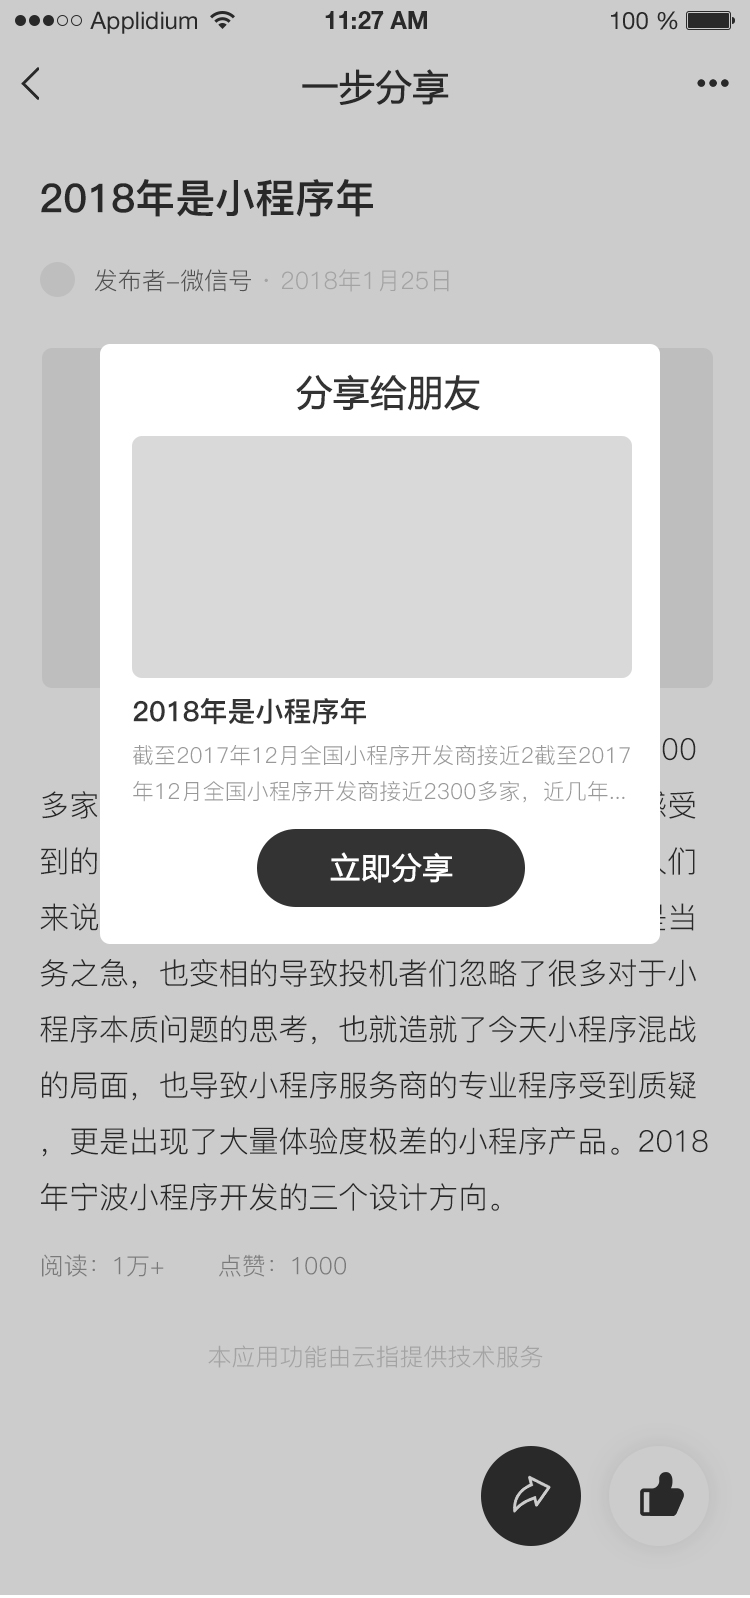 Applidium 11:27 AM 100 %
一步分享
2018年是小程序年
发布者-微信号 · 2018年1月25日
分享给朋友
2018年是小程序年
截至2017年12月全国小程序开发商接近2截至2017
年12月全国小程序开发商接近2300多家，近几年...
立即分享
00
多家 受
到的 们
来说 当
务之急，也变相的导致投机者们忽略了很多对于小
程序本质问题的思考，也就造就了今天小程序混战
的局面，也导致小程序服务商的专业程序受到质疑
，更是出现了大量体验度极差的小程序产品。2018
年宁波小程序开发的三个设计方向。
阅读：1万+ 点赞：1000
本应用功能由云指提供技术服务